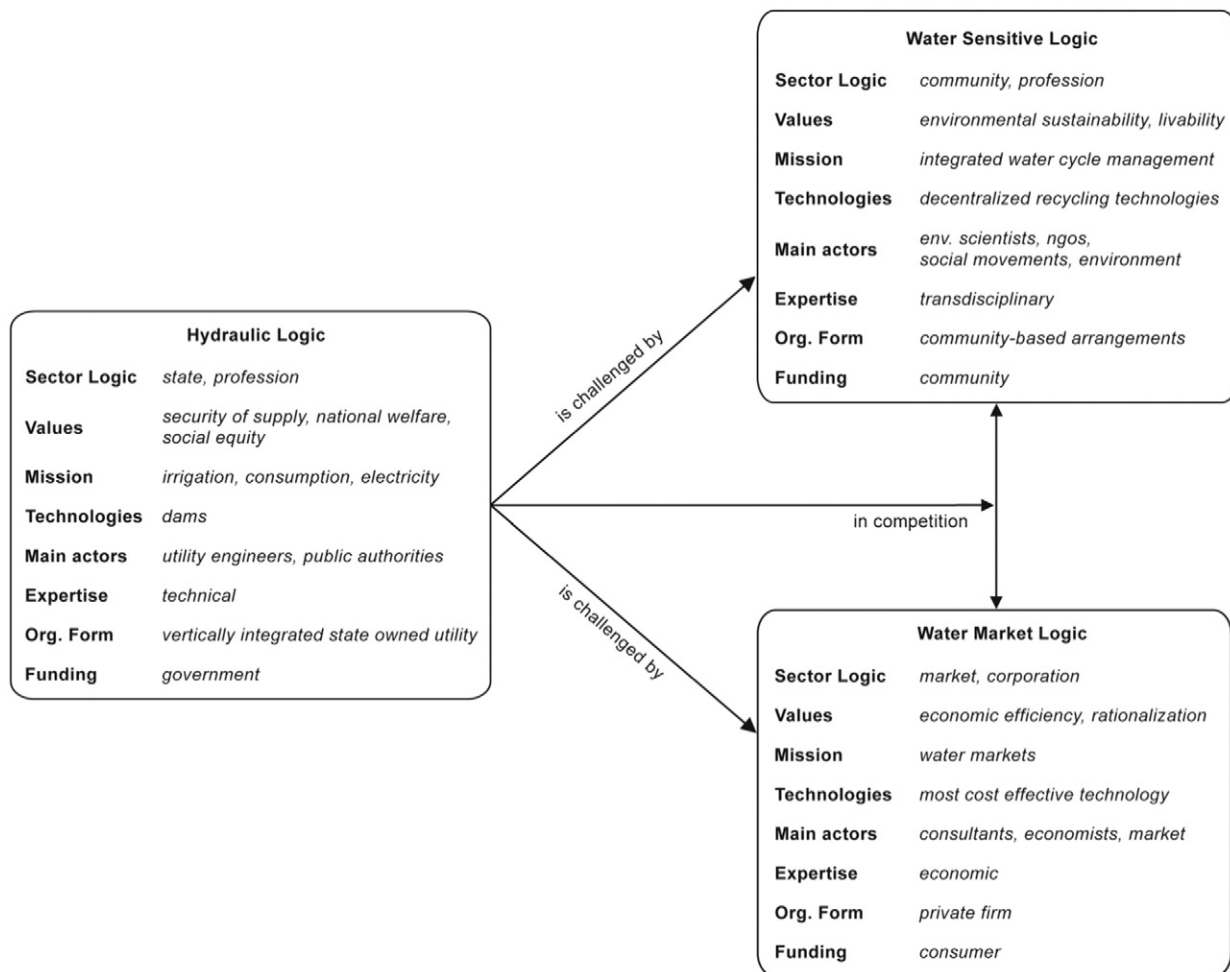 Water Sensitive Logic
Sector Logic community, profession
Values environmental sustainability, livability
Mission integrated water cycle management
Technologies decentralized recycling technologies
Main actors env. scientists, ngos,
social movements, environment
Expertise transdisciplinary
Org. Form community-based arrangements
Funding community
Hydraulic Logic
Sector Logic state, profession
Values security of supply, national welfare,
social equity
Mission irrigation, consumption, electricity
Technologies dams
Main actors utility engineers, public authorities
Expertise technical
Org. Form vertically integrated state owned utility
Funding government
is challenged by
in competition
is challenged by
Water Market Logic
Sector Logic market, corporation
Values economic efficiency, rationalization
Mission water markets
Technologies most cost effective technology
Main actors consultants, economists, market
Expertise economic
Org. Form private firm
Funding consumer